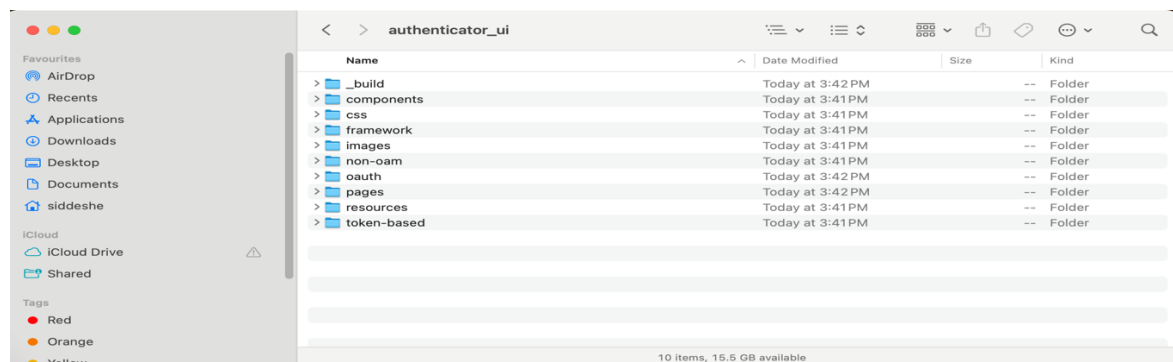 authenticator_ui
Favourites
AirDrop
Recents
Applications
Downloads
Desktop
Documents
siddeshe
iCloud
iCloud Drive
Shared
Tags
Red
Orange
Yellow
Name Date Modified Size Kind
_build Today at 3:42 PM -- Folder
components Today at 3:41 PM -- Folder
css Today at 3:41 PM -- Folder
framework Today at 3:41 PM -- Folder
images Today at 3:41 PM -- Folder
non-oam Today at 3:41 PM -- Folder
oauth Today at 3:42 PM -- Folder
pages Today at 3:42 PM -- Folder
resources Today at 3:41 PM -- Folder
token-based Today at 3:41 PM -- Folder
10 items, 15.5 GB available